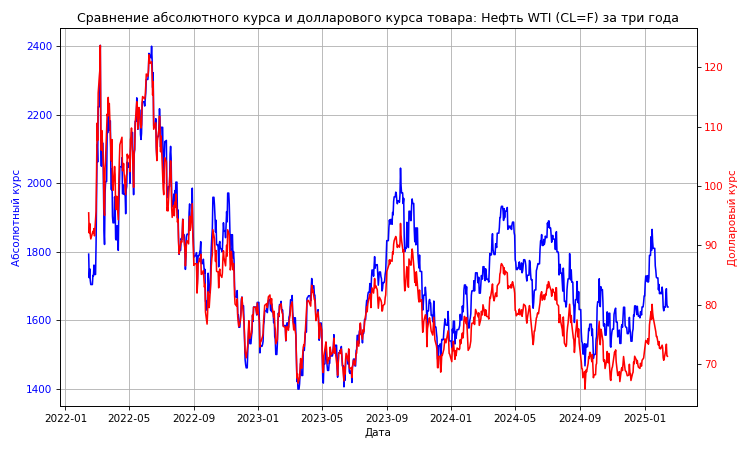 Сравнение абсолютного курса и долларового курса товара: Нефть WTI (CL=F) за три года
2400
2200
2000
1800
1600
1400
Абсолютный курс
120
110
100
90
80
70
Долларовый курс
2022-01 2022-05 2022-09 2023-01 2023-05 2023-09 2024-01 2024-05 2024-09 2025-01
Дата